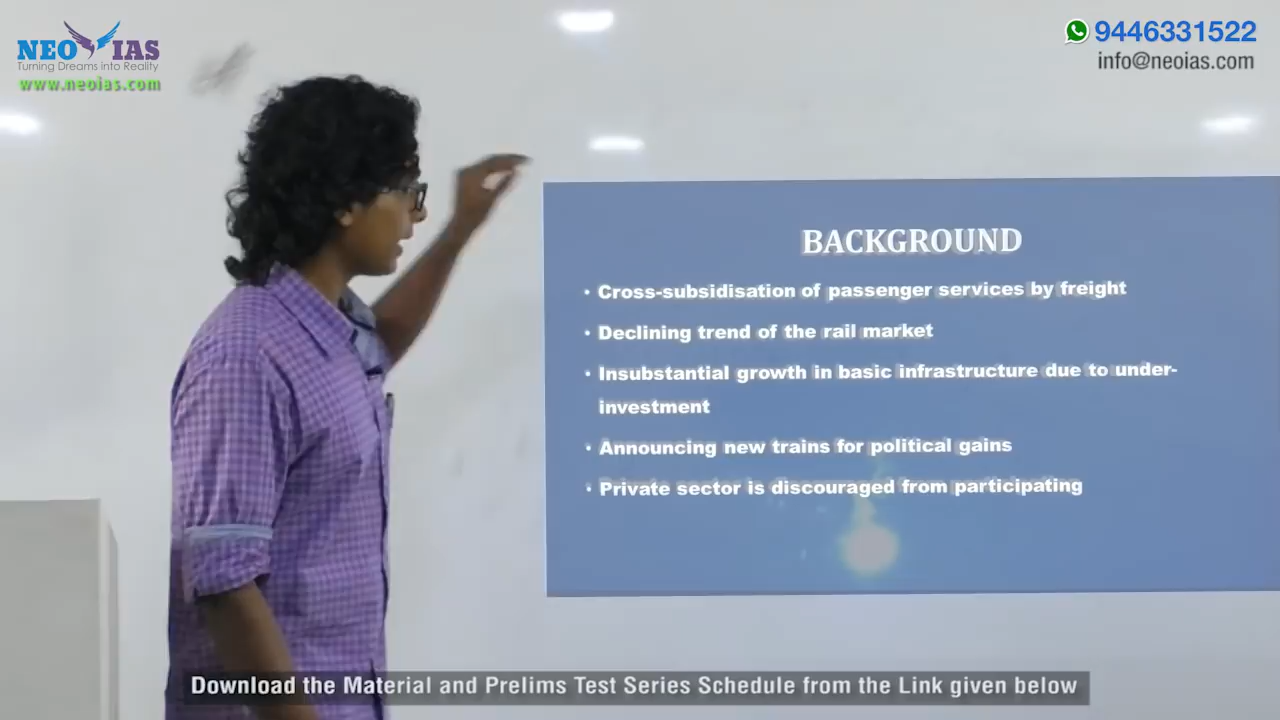 NEO IAS
Turning Dreams into Reality
www.neoias.com
9446331522
info@neoias.com
BACKGROUND
• Cross-subsidisation of passenger services by freight
• Declining trend of the rail market
• Insubstantial growth in basic infrastructure due to under-
investment
• Announcing new trains for political gains
• Private sector is discouraged from participating
Download the Material and Prelims Test Series Schedule from the Link given below